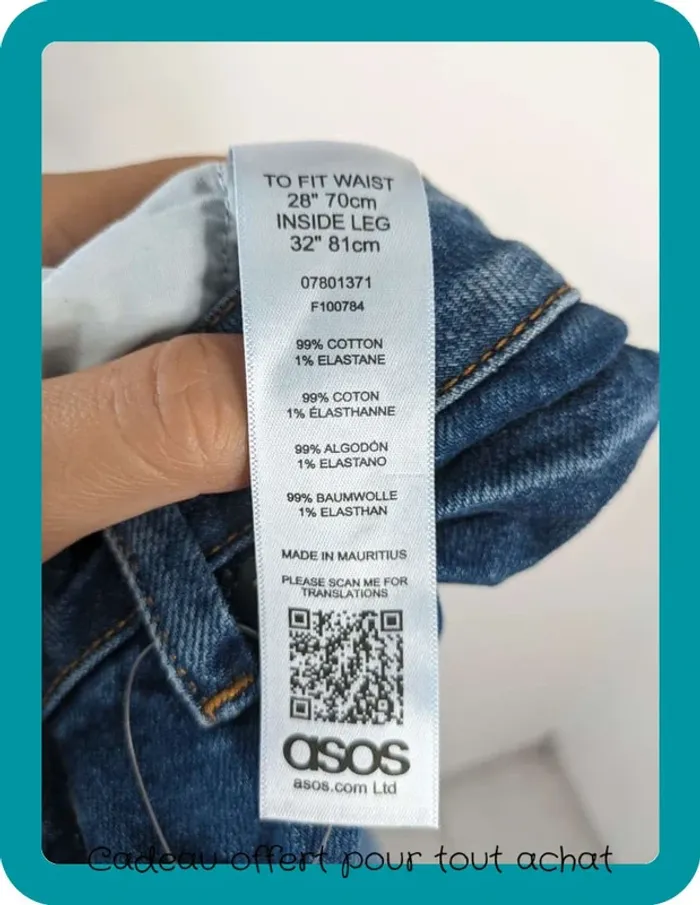 TO FIT WAIST
28" 70cm
INSIDE LEG
32" 81cm
07801371
F100784
99% COTTON
1% ELASTANE
99% COTON
1% ÉLASTHANNE
99% ALGODÓN
1% ELASTANO
99% BAUMWOLLE
1% ELASTHAN
MADE IN MAURITIUS
PLEASE SCAN ME FOR
TRANSLATIONS
asos
asos.com Ltd
Cadeau offert pour tout achat